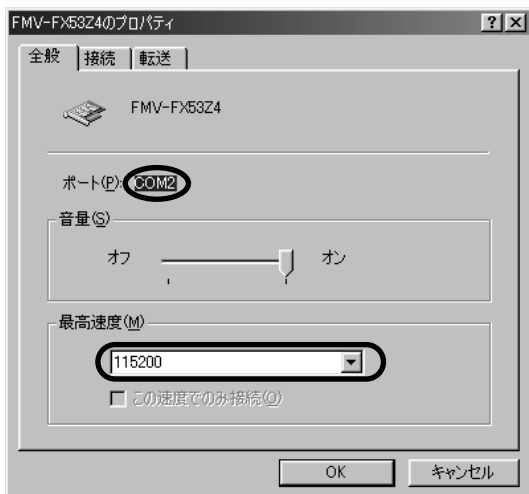 FMV-FX53Z4のプロパティ
全般 接続 転送
FMV-FX53Z4
ポート(P): COM2
音量(S)
オフ オン
最高速度(M)
115200
この速度でのみ接続(O)
OK キャンセル